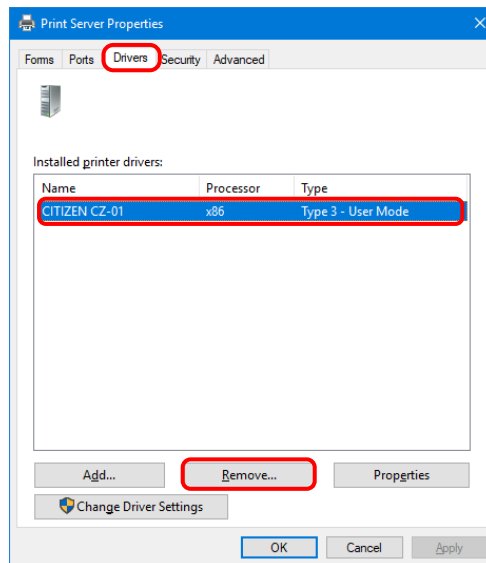 Print Server Properties
Forms Ports Drivers Security Advanced
Installed printer drivers:
Name Processor Type
CITIZEN CZ-01 x86 Type 3 - User Mode
Add... Remove... Properties
Change Driver Settings
OK Cancel Apply